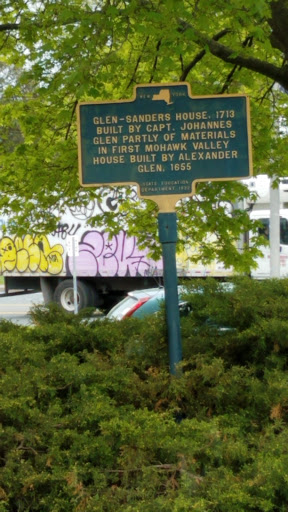 NEW YORK
GLEN-SANDERS HOUSE. 1713
BUILT BY CAPT. JOHANNES
GLEN PARTLY OF MATERIALS
IN FIRST MOHAWK VALLEY
HOUSE BUILT BY ALEXANDER
GLEN. 1655
STATE EDUCATION
DEPARTMENT